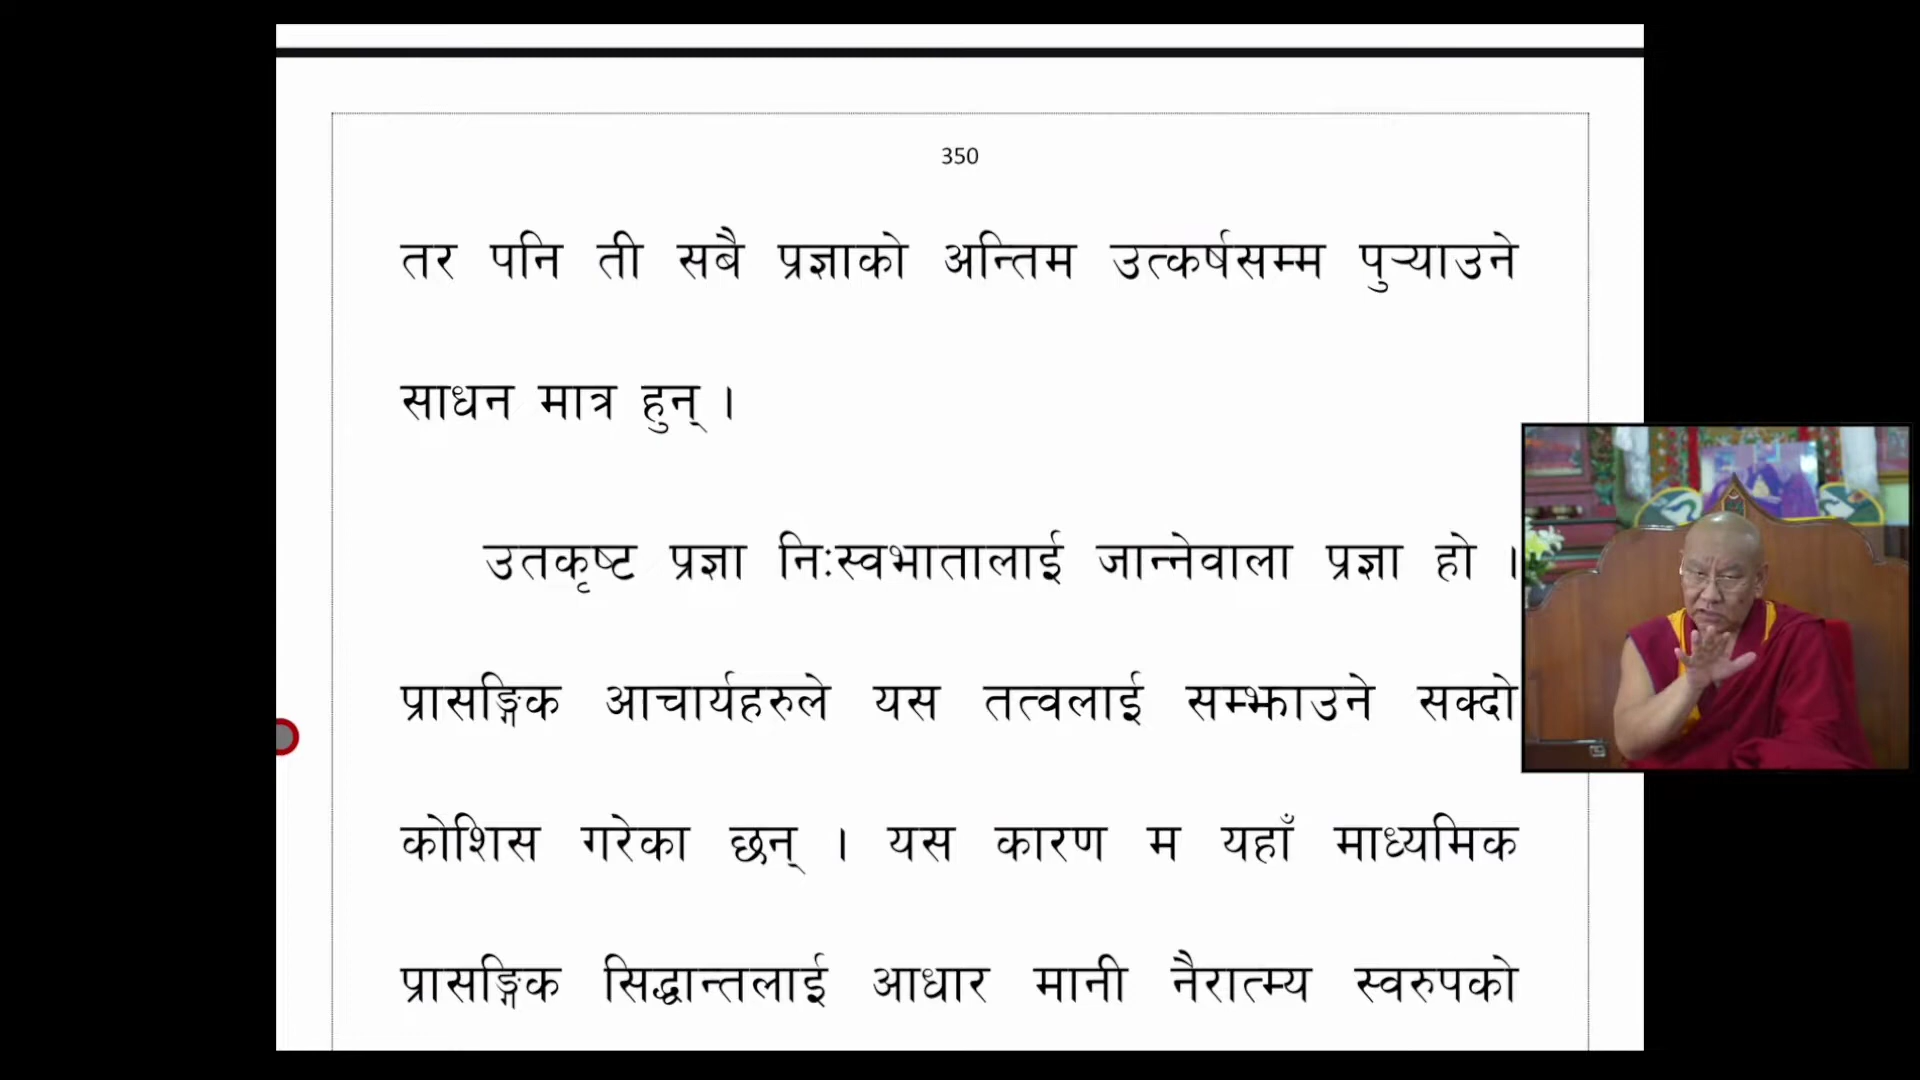 350
तर पनि ती सबै प्रज्ञाको अन्तिम उत्कर्षसम्म पुर्‍याउने
साधन मात्र हुन् ।
उतकृष्ट प्रज्ञा निःस्वभातालाई जान्नेवाला प्रज्ञा हो ।
प्रासङ्गिक आचार्यहरुले यस तत्वलाई सम्झाउने सक्दो
कोशिस गरेका छन् । यस कारण म यहाँ माध्यमिक
प्रासङ्गिक सिद्धान्तलाई आधार मानी नैरात्म्य स्वरुपको